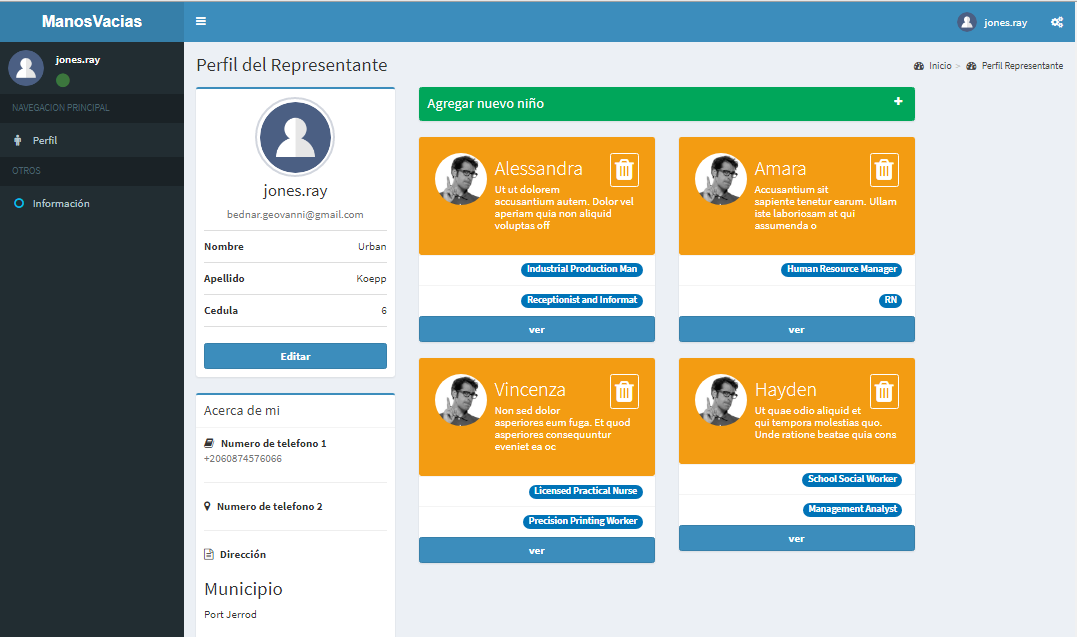 ManosVacias
jones.ray
jones.ray
NAVEGACION PRINCIPAL
Perfil
OTROS
Información
Perfil del Representante
Inicio > Perfil Representante
jones.ray
bednar.geovanni@gmail.com
Nombre Urban
Apellido Koepp
Cedula 6
Editar
Acerca de mi
Numero de telefono 1
+2060874576066
Numero de telefono 2
Dirección
Municipio
Port Jerrod
Agregar nuevo niño +
Alessandra
Ut ut dolorem
accusantium autem. Dolor vel
aperiam quia non aliquid
voluptas off
Industrial Production Man
Receptionist and Informat
ver
Amara
Accusantium sit
sapiente tenetur earum. Ullam
iste laboriosam at qui
assumenda o
Human Resource Manager
RN
ver
Vincenza
Non sed dolor
asperiores eum fuga. Et quod
asperiores consequuntur
eveniet ea oc
Licensed Practical Nurse
Precision Printing Worker
ver
Hayden
Ut quae odio aliquid et
qui tempora molestias quo.
Unde ratione beatae quia cons
School Social Worker
Management Analyst
ver